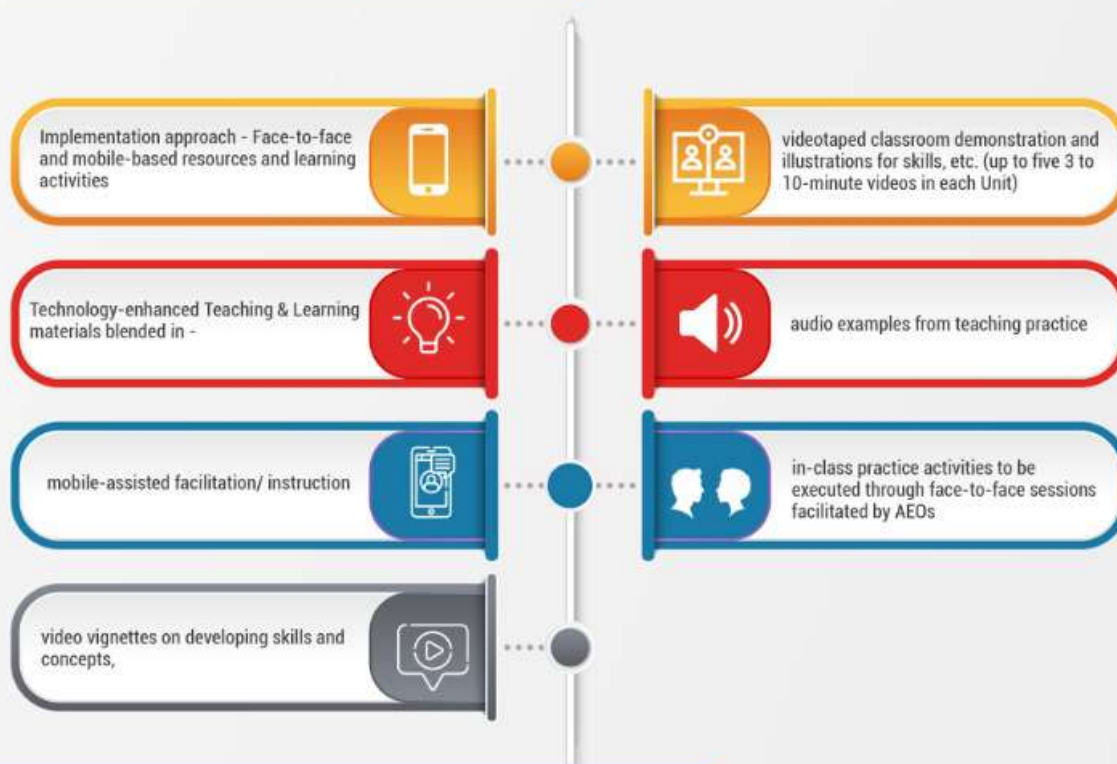 Implementation approach - Face-to-face
and mobile-based resources and learning
activities
Technology-enhanced Teaching & Learning
materials blended in -
mobile-assisted facilitation/ instruction
video vignettes on developing skills and
concepts,
videotaped classroom demonstration and
illustrations for skills, etc. (up to five 3 to
10-minute videos in each Unit)
audio examples from teaching practice
in-class practice activities to be
executed through face-to-face sessions
facilitated by AEOs